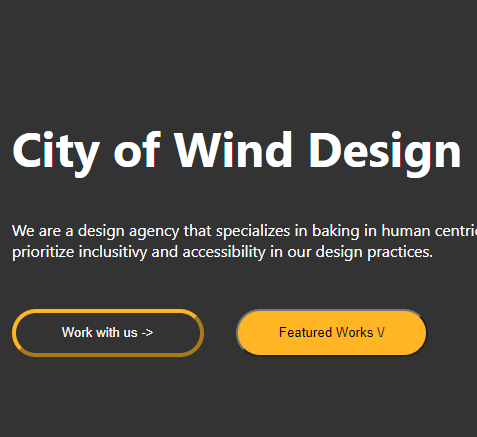 City of Wind Design
We are a design agency that specializes in baking in human centri
prioritize inclusitivy and accessibility in our design practices.
Work with us -> Featured Works V